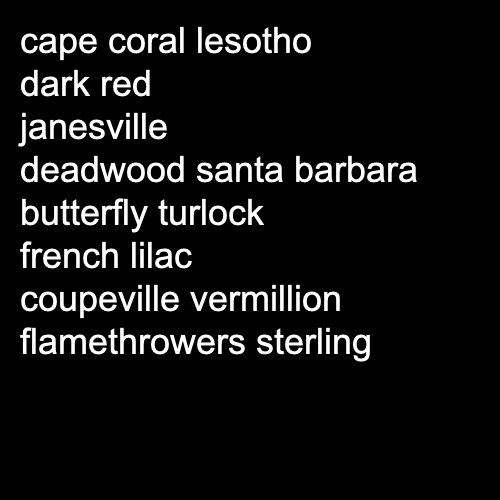 cape coral lesotho
dark red
janesville
deadwood santa barbara
butterfly turlock
french lilac
coupeville vermillion
flamethrowers sterling